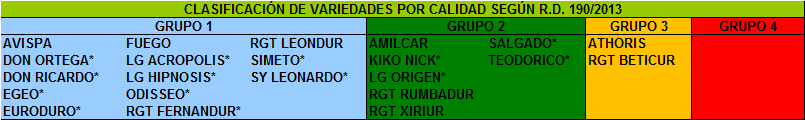 CLASIFICACIÓN DE VARIEDADES POR CALIDAD SEGÚN R.D. 190/2013
GRUPO 1 GRUPO 2 GRUPO 3 GRUPO 4
AVISPA FUEGO RGT LEONDUR AMILCAR SALGADO* ATHORIS
DON ORTEGA* LG ACROPOLIS* SIMETO* KIKO NICK* TEODORICO* RGT BETICUR
DON RICARDO* LG HIPNOSIS* SY LEONARDO* LG ORIGEN*
EGEO* ODISSEO* RGT RUMBADUR
EURODURO* RGT FERNANDUR* RGT XIRIUR